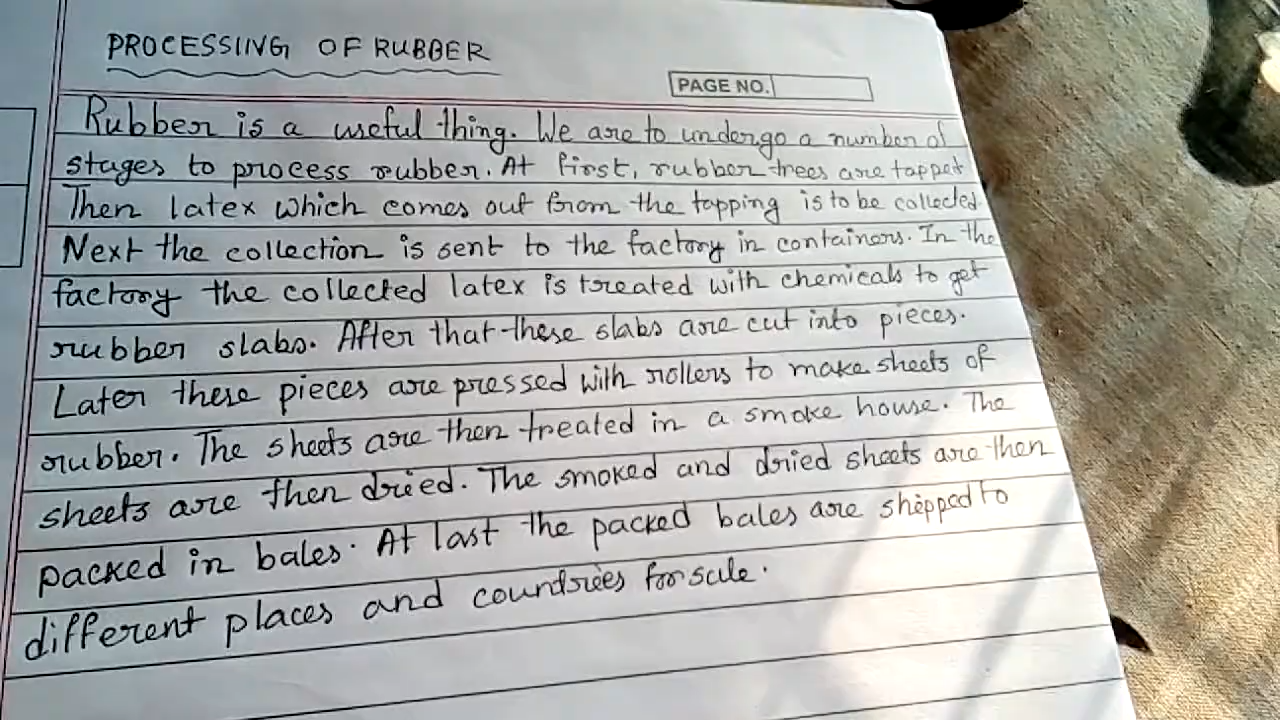 PROCESSING OF RUBBER
PAGE NO.
Rubber is a useful thing. We are to undergo a number of
stages to process rubber. At first, rubber trees are tapped
Then latex which comes out from the tapping is to be collected
Next the collection is sent to the factory in containers. In the
factory the collected latex is treated with chemicals to get
rubber slabs. After that these slabs are cut into pieces.
Later these pieces are pressed with rollers to make sheets of
rubber. The sheets are then treated in a smoke house. The
sheets are then dried. The smoked and dried sheets are then
packed in bales. At last the packed bales are shipped to
different places and countries for sale.